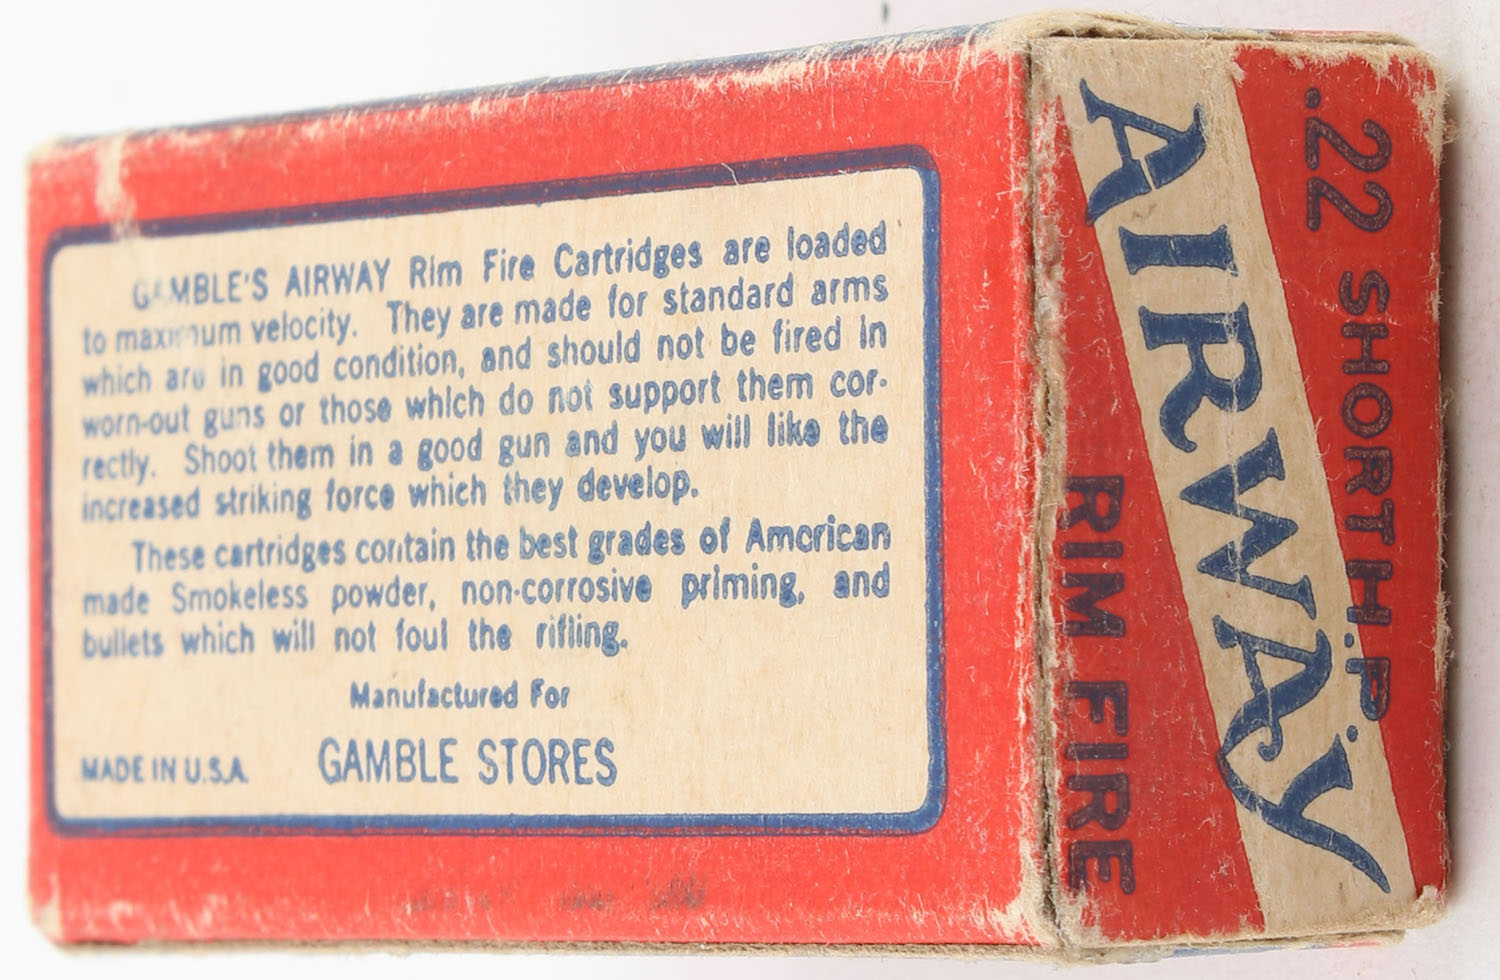 GAMBLE'S AIRWAY Rim Fire Cartridges are loaded
to maximum velocity. They are made for standard arms
which are in good condition, and should not be fired in
worn-out guns or those which do not support them cor-
rectly. Shoot them in a good gun and you will like the
increased striking force which they develop.
These cartridges contain the best grades of American
made Smokeless powder, non-corrosive priming, and
bullets which will not foul the rifling.
Manufactured For
MADE IN U.S.A. GAMBLE STORES
.22 SHORT H.P.
AIRWAY
RIM FIRE